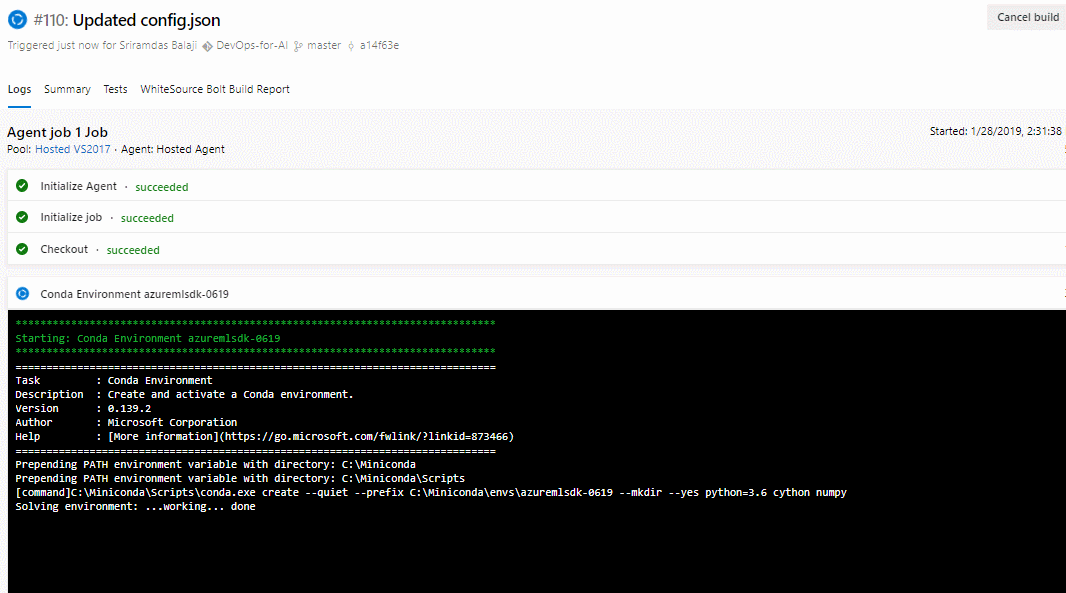 #110: Updated config.json
Cancel build
Triggered just now for Sriramdas Balaji DevOps-for-AI master a14f63e
Logs Summary Tests WhiteSource Bolt Build Report
Agent job 1 Job
Started: 1/28/2019, 2:31:38
Pool: Hosted VS2017 · Agent: Hosted Agent
Initialize Agent · succeeded
Initialize job · succeeded
Checkout · succeeded
Conda Environment azuremlsdk-0619
******************************************************************************
Starting: Conda Environment azuremlsdk-0619
******************************************************************************
==============================================================================
Task : Conda Environment
Description : Create and activate a Conda environment.
Version : 0.139.2
Author : Microsoft Corporation
Help : [More information](https://go.microsoft.com/fwlink/?linkid=873466)
==============================================================================
Prepending PATH environment variable with directory: C:\Miniconda
Prepending PATH environment variable with directory: C:\Miniconda\Scripts
[command]C:\Miniconda\Scripts\conda.exe create --quiet --prefix C:\Miniconda\envs\azuremlsdk-0619 --mkdir --yes python=3.6 cython numpy
Solving environment: ...working... done